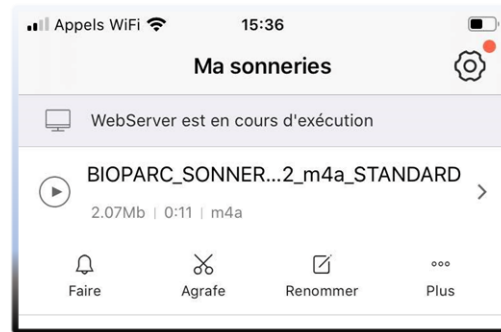 Appels WiFi 15:36
Ma sonneries
WebServer est en cours d'exécution
BIOPARC_SONNER...2_m4a_STANDARD
2.07Mb | 0:11 | m4a
Faire Agrafe Renommer Plus